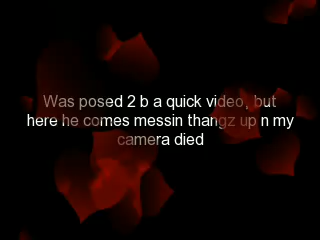 Was posed 2 b a quick video, but
here he comes messin thangz up n my
camera died